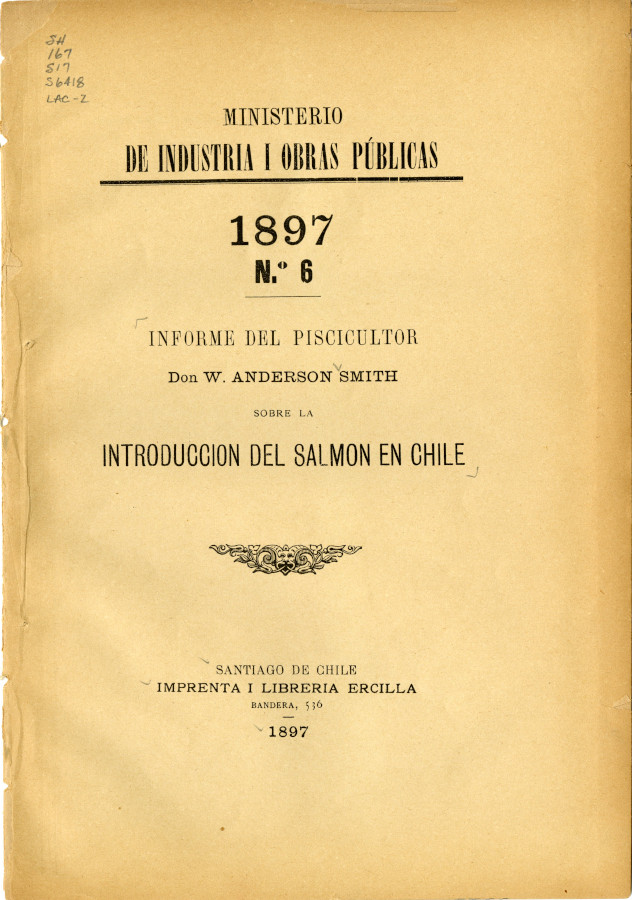 SH
167
S17
S6418
LAC-2
MINISTERIO
DE INDUSTRIA I OBRAS PÚBLICAS
1897
N.º 6
INFORME DEL PISCICULTOR
Don W. ANDERSON SMITH
SOBRE LA
INTRODUCCION DEL SALMON EN CHILE
SANTIAGO DE CHILE
IMPRENTA I LIBRERIA ERCILLA
BANDERA, 536
1897